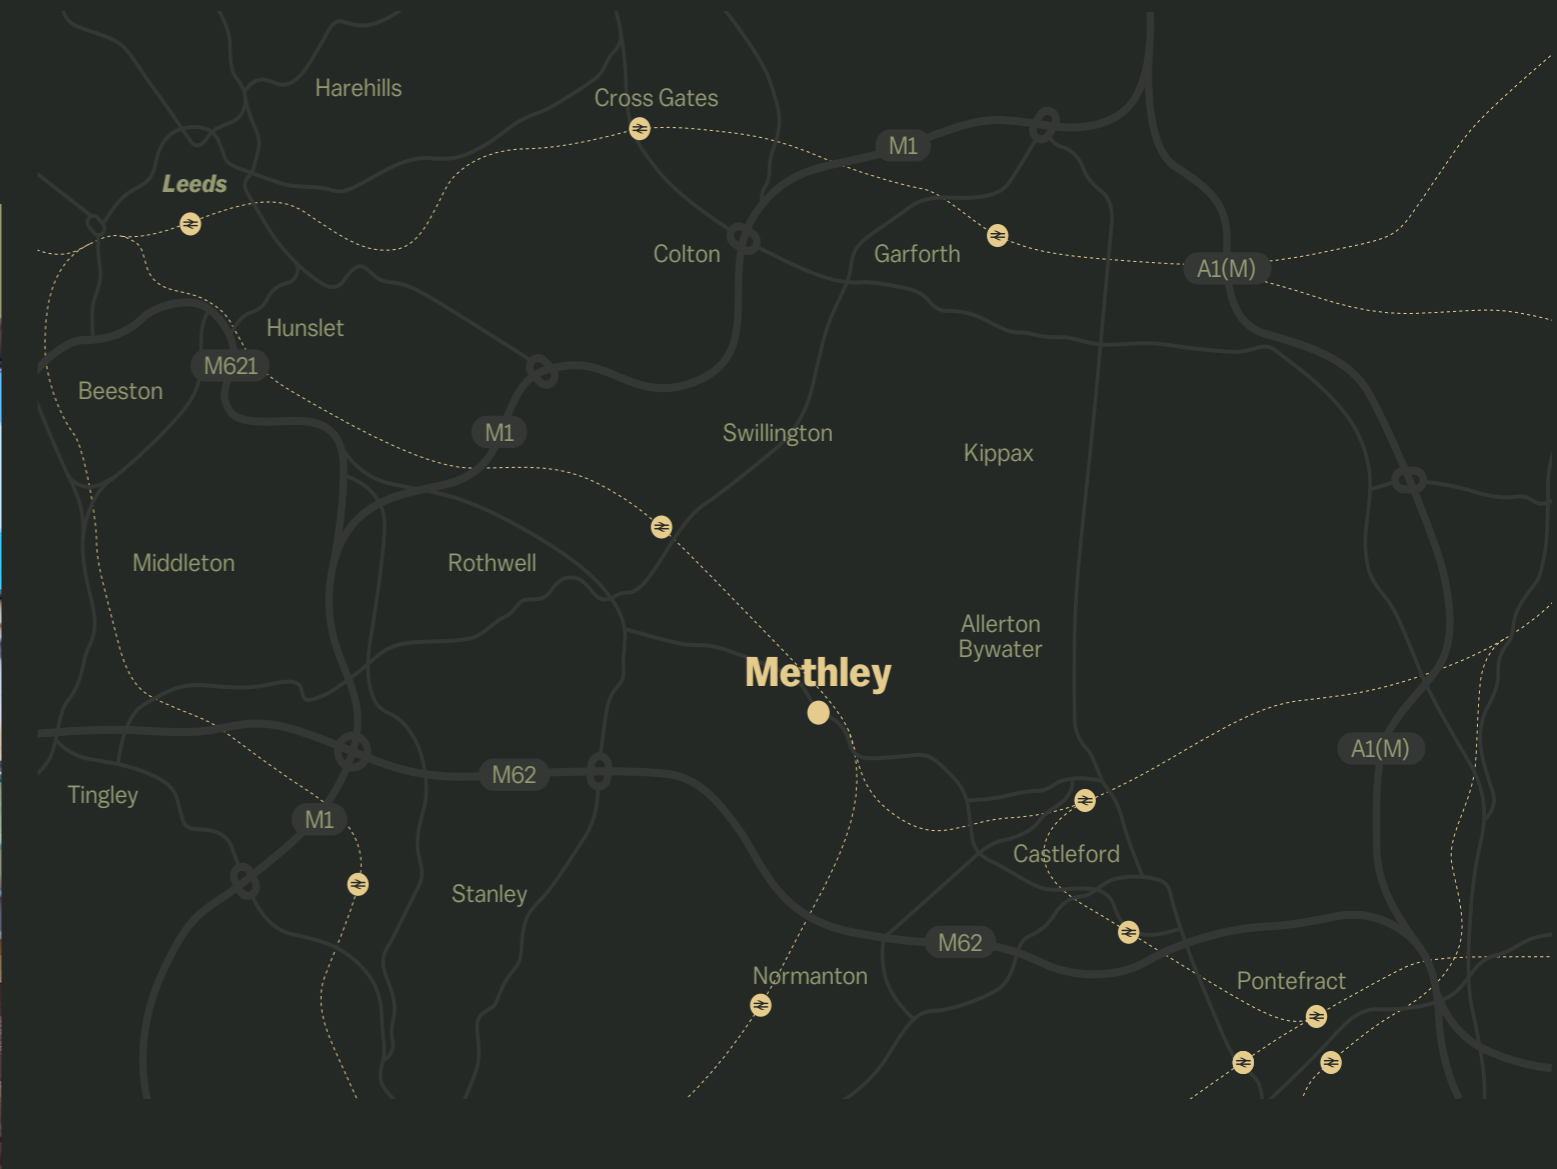 Harehills
Cross Gates
M1
Leeds
Colton
Garforth
A1(M)
Hunslet
M621
Beeston
M1
Swillington
Kippax
Middleton
Rothwell
Allerton
Bywater
Methley
A1(M)
M62
Tingley
M1
Castleford
Stanley
M62
Normanton
Pontefract